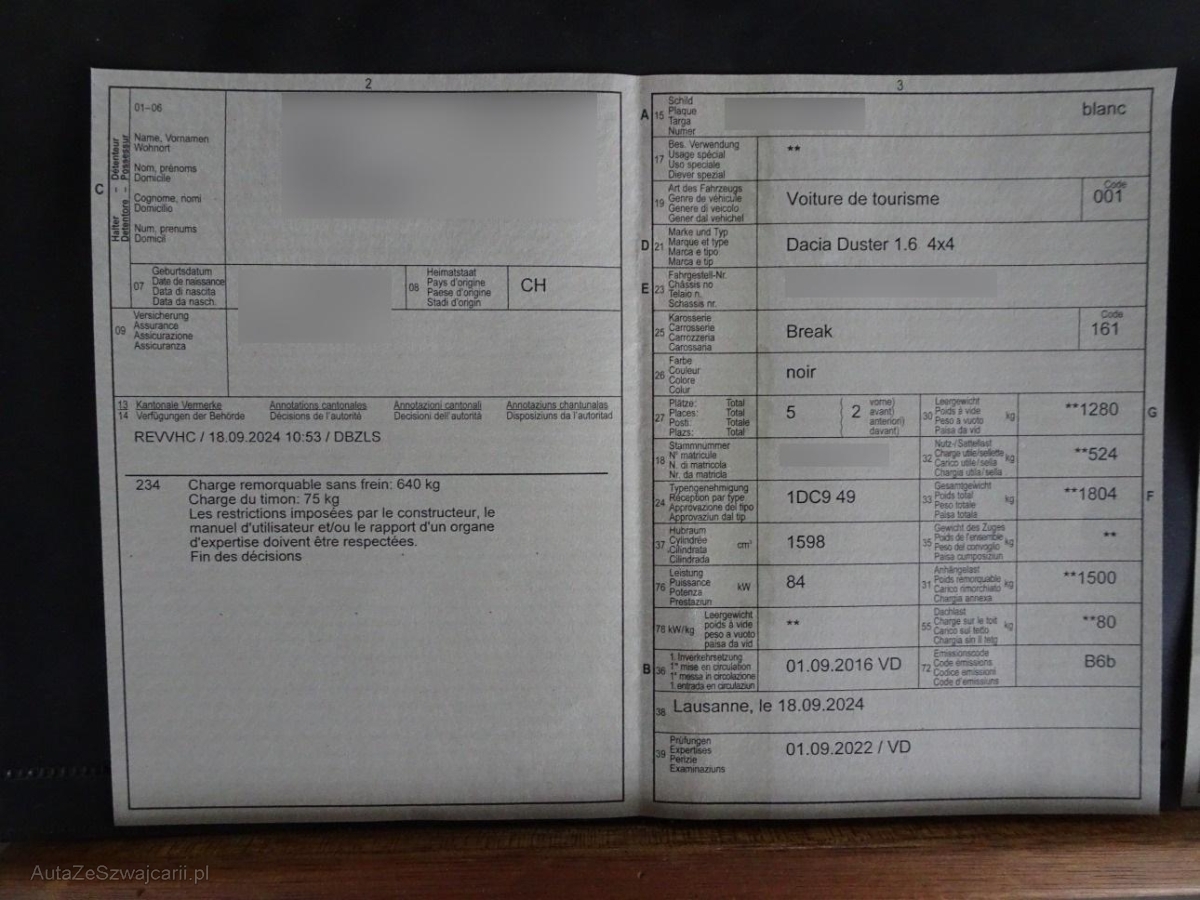 2
01–06
Name, Vornamen
Wohnort
Nom, prénoms
Domicile
Cognome, nomi
Domicilio
Num, prenums
Domicil
C
Halter - Détenteur
Detentore - Possessur
07
Geburtsdatum
Date de naissance
Data di nascita
Data da nasch.
08
Heimatstaat
Pays d'origine
Paese d'origine
Stadi d'origin
CH
09
Versicherung
Assurance
Assicurazione
Assicuranza
13 Kantonale Vermerke Annotations cantonales Annotazioni cantonali Annotaziuns chantunalas
14 Verfügungen der Behörde Décisions de l'autorité Decisioni dell'autorità Disposiziuns da l'autoritad
REVVHC / 18.09.2024 10:53 / DBZLS
234 Charge remorquable sans frein: 640 kg
Charge du timon: 75 kg
Les restrictions imposées par le constructeur, le
manuel d'utilisateur et/ou le rapport d'un organe
d'expertise doivent être respectées.
Fin des décisions
3
A 15
Schild
Plaque
Targa
Numer
blanc
17
Bes. Verwendung
Usage spécial
Uso speciale
Diever spezial
**
19
Art des Fahrzeugs
Genre de véhicule
Genere di veicolo
Gener dal vehichel
Voiture de tourisme
Code
001
D 21
Marke und Typ
Marque et type
Marca e tipo
Marca e tip
Dacia Duster 1.6 4x4
E 23
Fahrgestell-Nr.
Châssis no
Telaio n.
Schassis nr.
25
Karosserie
Carrosserie
Carrozzeria
Carossaria
Break
Code
161
26
Farbe
Couleur
Colore
Colur
noir
27
Plätze: Total
Places: Total
Posti: Totale
Plazs: Total
5
2
vorne)
avant)
anteriori)
davant)
30
Leergewicht
Poids à vide
Peso a vuoto
Paisa da vid
kg
**1280
G
18
Stammnummer
N° matricule
N. di matricola
Nr. da matricla
32
Nutz-/Sattellast
Charge utile/sellette
Carico utile/sella
Chargia utila/sella
kg
**524
24
Typengenehmigung
Réception par type
Approvazione del tipo
Approvaziun dal tip
1DC9 49
33
Gesamtgewicht
Poids total
Peso totale
Paisa totala
kg
**1804
F
37
Hubraum
Cylindrée
Cilindrata
Cilindrada
cm³
1598
35
Gewicht des Zuges
Poids de l'ensemble
Peso del convoglio
Paisa cumposiziun
kg
**
76
Leistung
Puissance
Potenza
Prestaziun
kW
84
31
Anhängelast
Poids remorquable
Carico rimorchiato
Chargia annexa
kg
**1500
78 kW/kg
Leergewicht
poids à vide
peso a vuoto
paisa da vid
**
55
Dachlast
Charge sur le toit
Carico sul tetto
Chargia sin il tetg
kg
**80
B 36
1. Inverkehrsetzung
1re mise en circulation
1a messa in circolazione
1. entrada en circulaziun
01.09.2016 VD
72
Emissionscode
Code émissions
Codice emissioni
Code d'emissiuns
B6b
38 Lausanne, le 18.09.2024
39
Prüfungen
Expertises
Perizie
Examinaziuns
01.09.2022 / VD
AutaZeSzwajcarii.pl